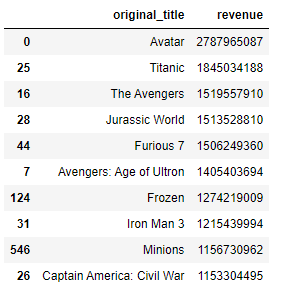 original_title revenue
0 Avatar 2787965087
25 Titanic 1845034188
16 The Avengers 1519557910
28 Jurassic World 1513528810
44 Furious 7 1506249360
7 Avengers: Age of Ultron 1405403694
124 Frozen 1274219009
31 Iron Man 3 1215439994
546 Minions 1156730962
26 Captain America: Civil War 1153304495